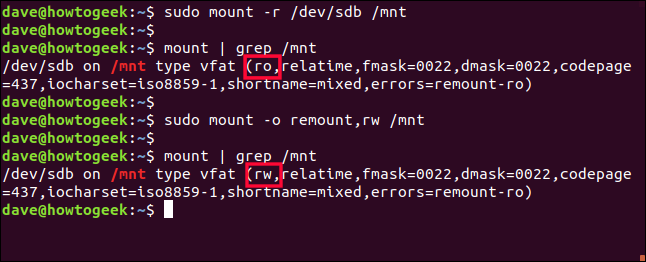 dave@howtogeek:~$ sudo mount -r /dev/sdb /mnt
dave@howtogeek:~$
dave@howtogeek:~$ mount | grep /mnt
/dev/sdb on /mnt type vfat (ro,relatime,fmask=0022,dmask=0022,codepage
=437,iocharset=iso8859-1,shortname=mixed,errors=remount-ro)
dave@howtogeek:~$
dave@howtogeek:~$ sudo mount -o remount,rw /mnt
dave@howtogeek:~$
dave@howtogeek:~$ mount | grep /mnt
/dev/sdb on /mnt type vfat (rw,relatime,fmask=0022,dmask=0022,codepage
=437,iocharset=iso8859-1,shortname=mixed,errors=remount-ro)
dave@howtogeek:~$